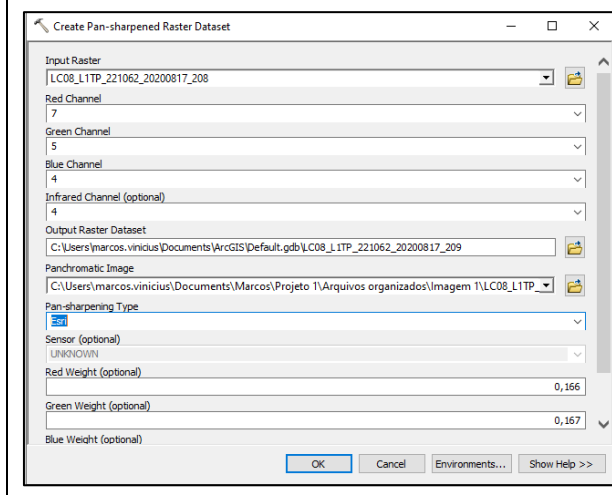 Create Pan-sharpened Raster Dataset
Input Raster
LC08_L1TP_221062_20200817_208
Red Channel
7
Green Channel
5
Blue Channel
4
Infrared Channel (optional)
4
Output Raster Dataset
C:\Users\marcos.vinicius\Documents\ArcGIS\Default.gdb\LC08_L1TP_221062_20200817_209
Panchromatic Image
C:\Users\marcos.vinicius\Documents\Marcos\Projeto 1\Arquivos organizados\Imagem 1\LC08_L1TP_
Pan-sharpening Type
Esri
Sensor (optional)
UNKNOWN
Red Weight (optional)
0,166
Green Weight (optional)
0,167
Blue Weight (optional)
OK Cancel Environments... Show Help >>